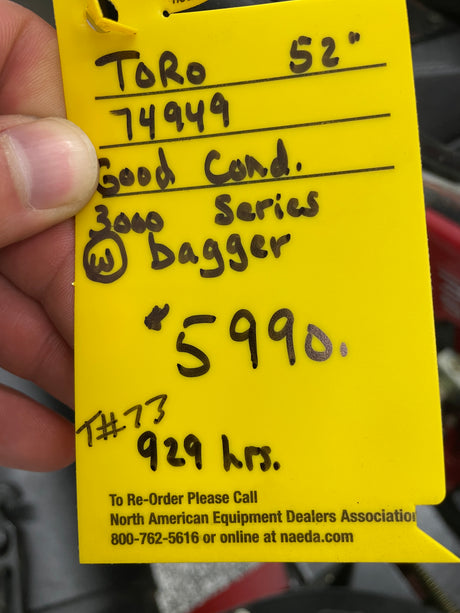 ToRo 52"
74949
Good Cond.
3000 Series
W bagger
$5990.
T#73
929 hrs.
To Re-Order Please Call
North American Equipment Dealers Association
800-762-5616 or online at naeda.com